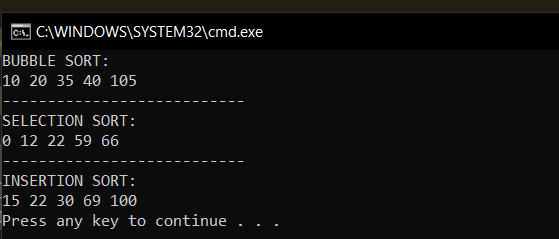 C:\WINDOWS\SYSTEM32\cmd.exe
BUBBLE SORT:
10 20 35 40 105
---------------------------
SELECTION SORT:
0 12 22 59 66
---------------------------
INSERTION SORT:
15 22 30 69 100
Press any key to continue . . .